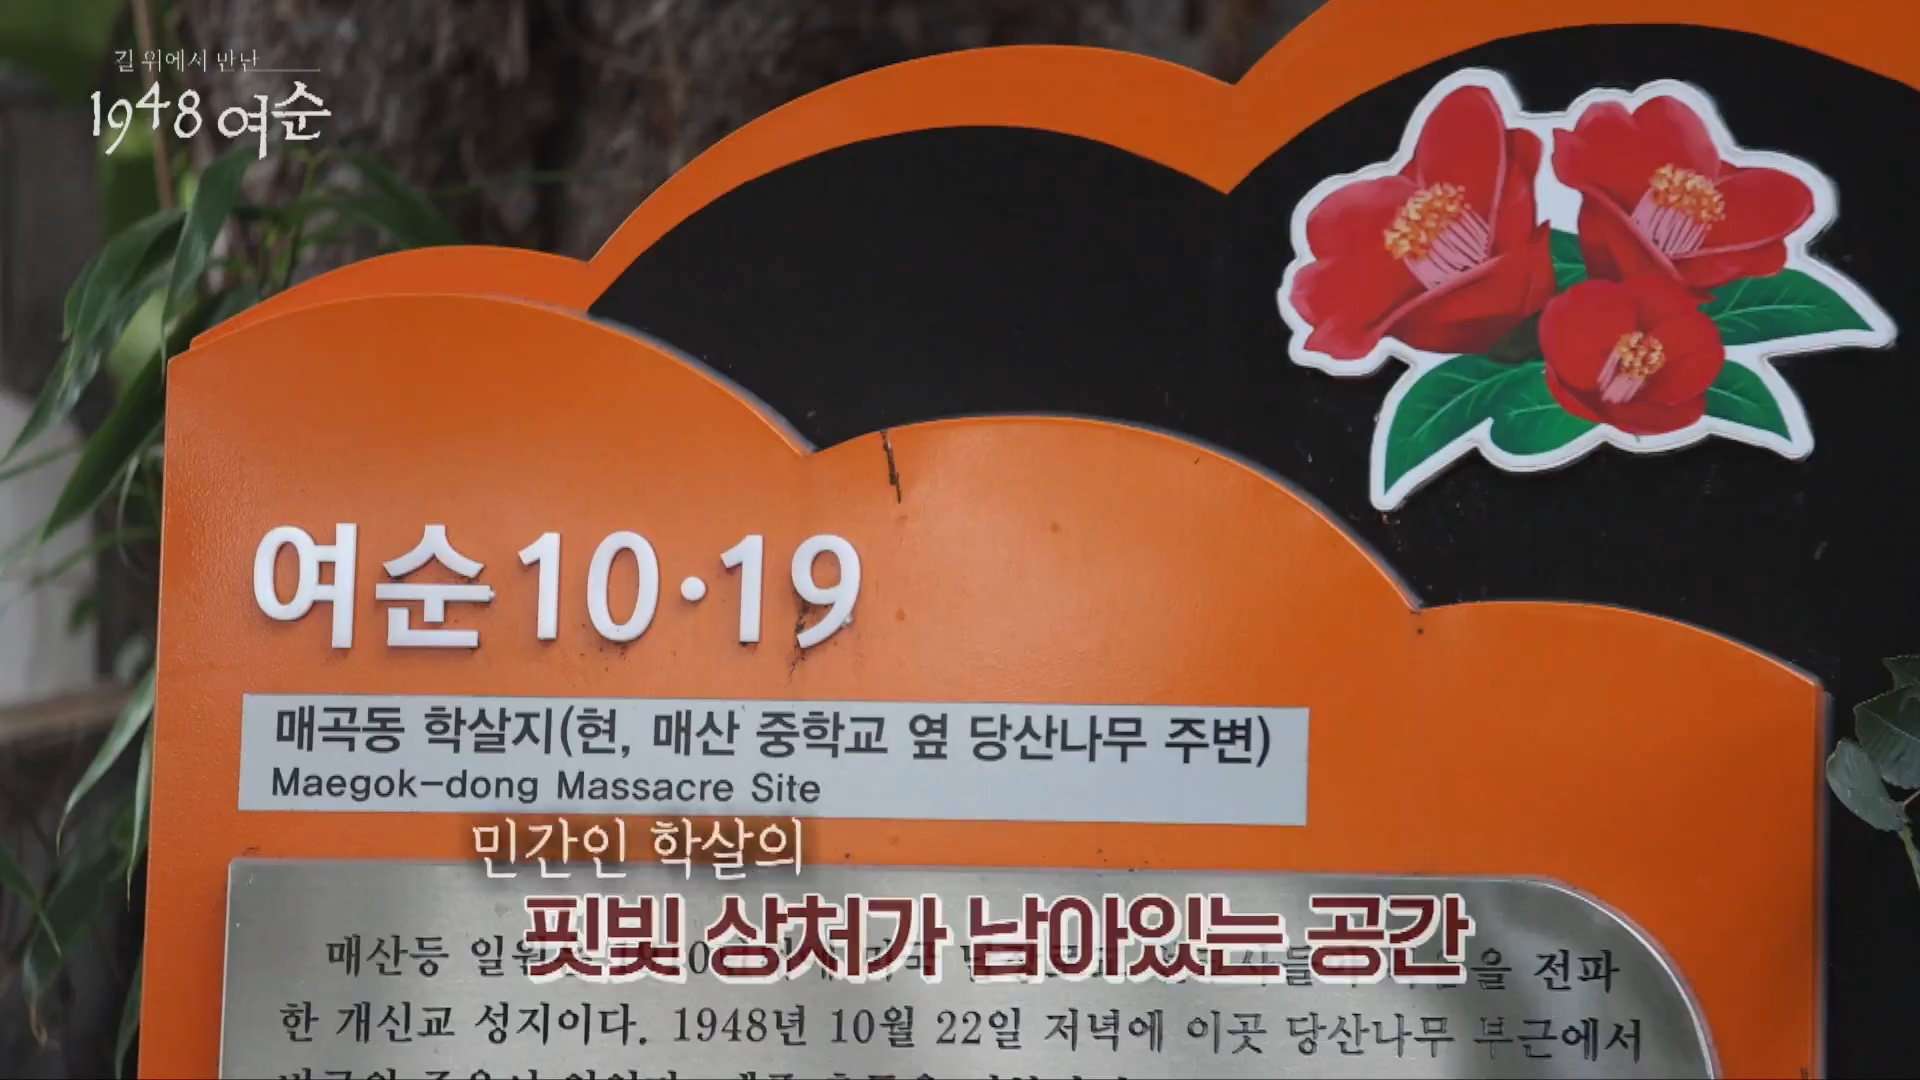 길 위에서 만난
1948 여순
여순10·19
매곡동 학살지(현, 매산 중학교 옆 당산나무 주변)
Maegok-dong Massacre Site
민간인 학살의
핏빛 상처가 남아있는 공간
매산등 전파
한 개신교 성지이다. 1948년 10월 22일 저녁에 이곳 당산나무 부근에서